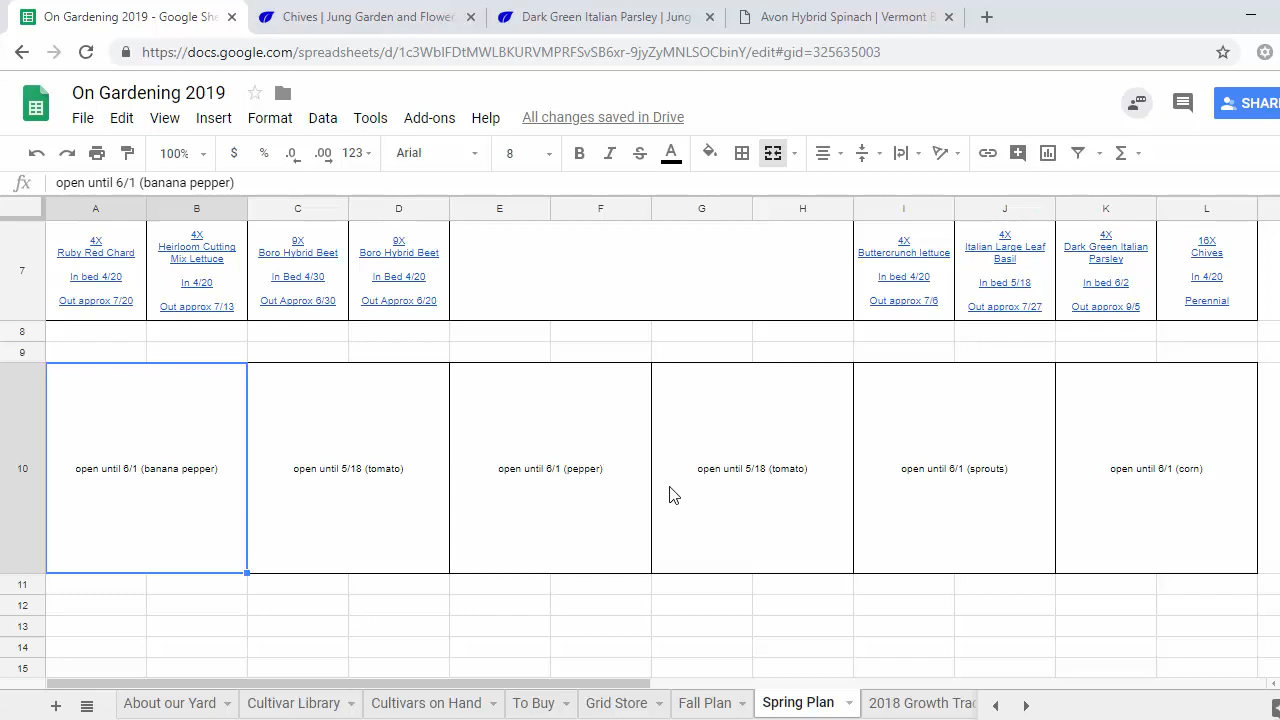 On Gardening 2019 - Google She
Chives | Jung Garden and Flower
Dark Green Italian Parsley | Jung
Avon Hybrid Spinach | Vermont B
https://docs.google.com/spreadsheets/d/1c3WblFDtMWLBKURVMPRFSvSB6xr-9jyZyMNLSOCbinY/edit#gid=325635003
On Gardening 2019
File Edit View Insert Format Data Tools Add-ons Help All changes saved in Drive
SHAR
100% $ % .0 .00 123 Arial 8 B I S A
fx open until 6/1 (banana pepper)
A B C D E F G H I J K L
7
4X
Ruby Red Chard
In bed 4/20
Out approx 7/20
4X
Heirloom Cutting
Mix Lettuce
In 4/20
Out approx 7/13
9X
Boro Hybrid Beet
In Bed 4/30
Out Approx 6/30
9X
Boro Hybrid Beet
In Bed 4/20
Out Approx 6/20
4X
Buttercrunch lettuce
In bed 4/20
Out approx 7/6
4X
Italian Large Leaf
Basil
In bed 5/18
Out approx 7/27
4X
Dark Green Italian
Parsley
In bed 6/2
Out approx 9/5
16X
Chives
In 4/20
Perennial
8
9
10 open until 6/1 (banana pepper) open until 5/18 (tomato) open until 6/1 (pepper) open until 5/18 (tomato) open until 6/1 (sprouts) open until 6/1 (corn)
11
12
13
14
15
About our Yard Cultivar Library Cultivars on Hand To Buy Grid Store Fall Plan Spring Plan 2018 Growth Trac